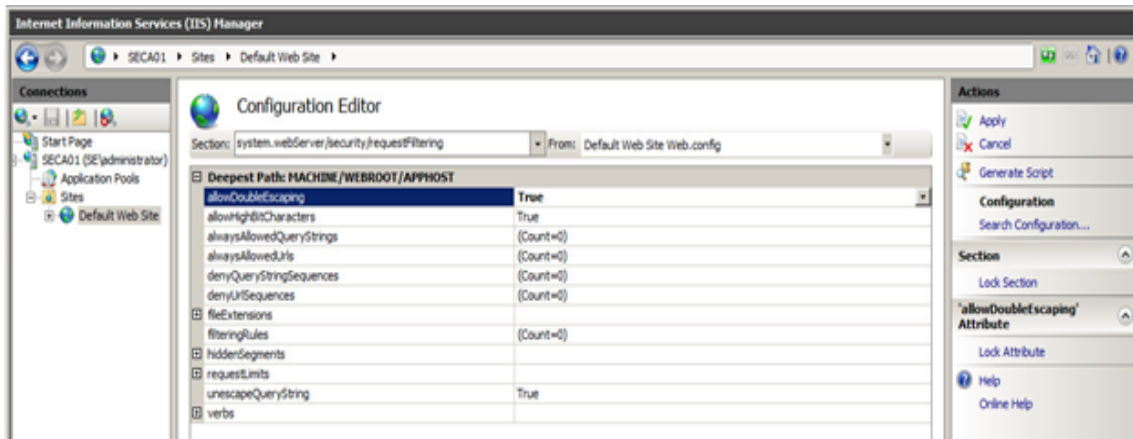 Internet Information Services (IIS) Manager
SECA01 Sites Default Web Site
Connections
Start Page
SECA01 (SE\administrator)
Application Pools
Sites
Default Web Site
Configuration Editor
Section: system.webServer/security/requestFiltering From: Default Web Site Web.config
Deepest Path: MACHINE/WEBROOT/APPHOST
allowDoubleEscaping True
allowHighBitCharacters True
alwaysAllowedQueryStrings (Count=0)
alwaysAllowedUrls (Count=0)
denyQueryStringSequences (Count=0)
denyUrlSequences (Count=0)
fileExtensions
filteringRules (Count=0)
hiddenSegments
requestLimits
unescapeQueryString True
verbs
Actions
Apply
Cancel
Generate Script
Configuration
Search Configuration...
Section
Lock Section
'allowDoubleEscaping'
Attribute
Lock Attribute
Help
Online Help